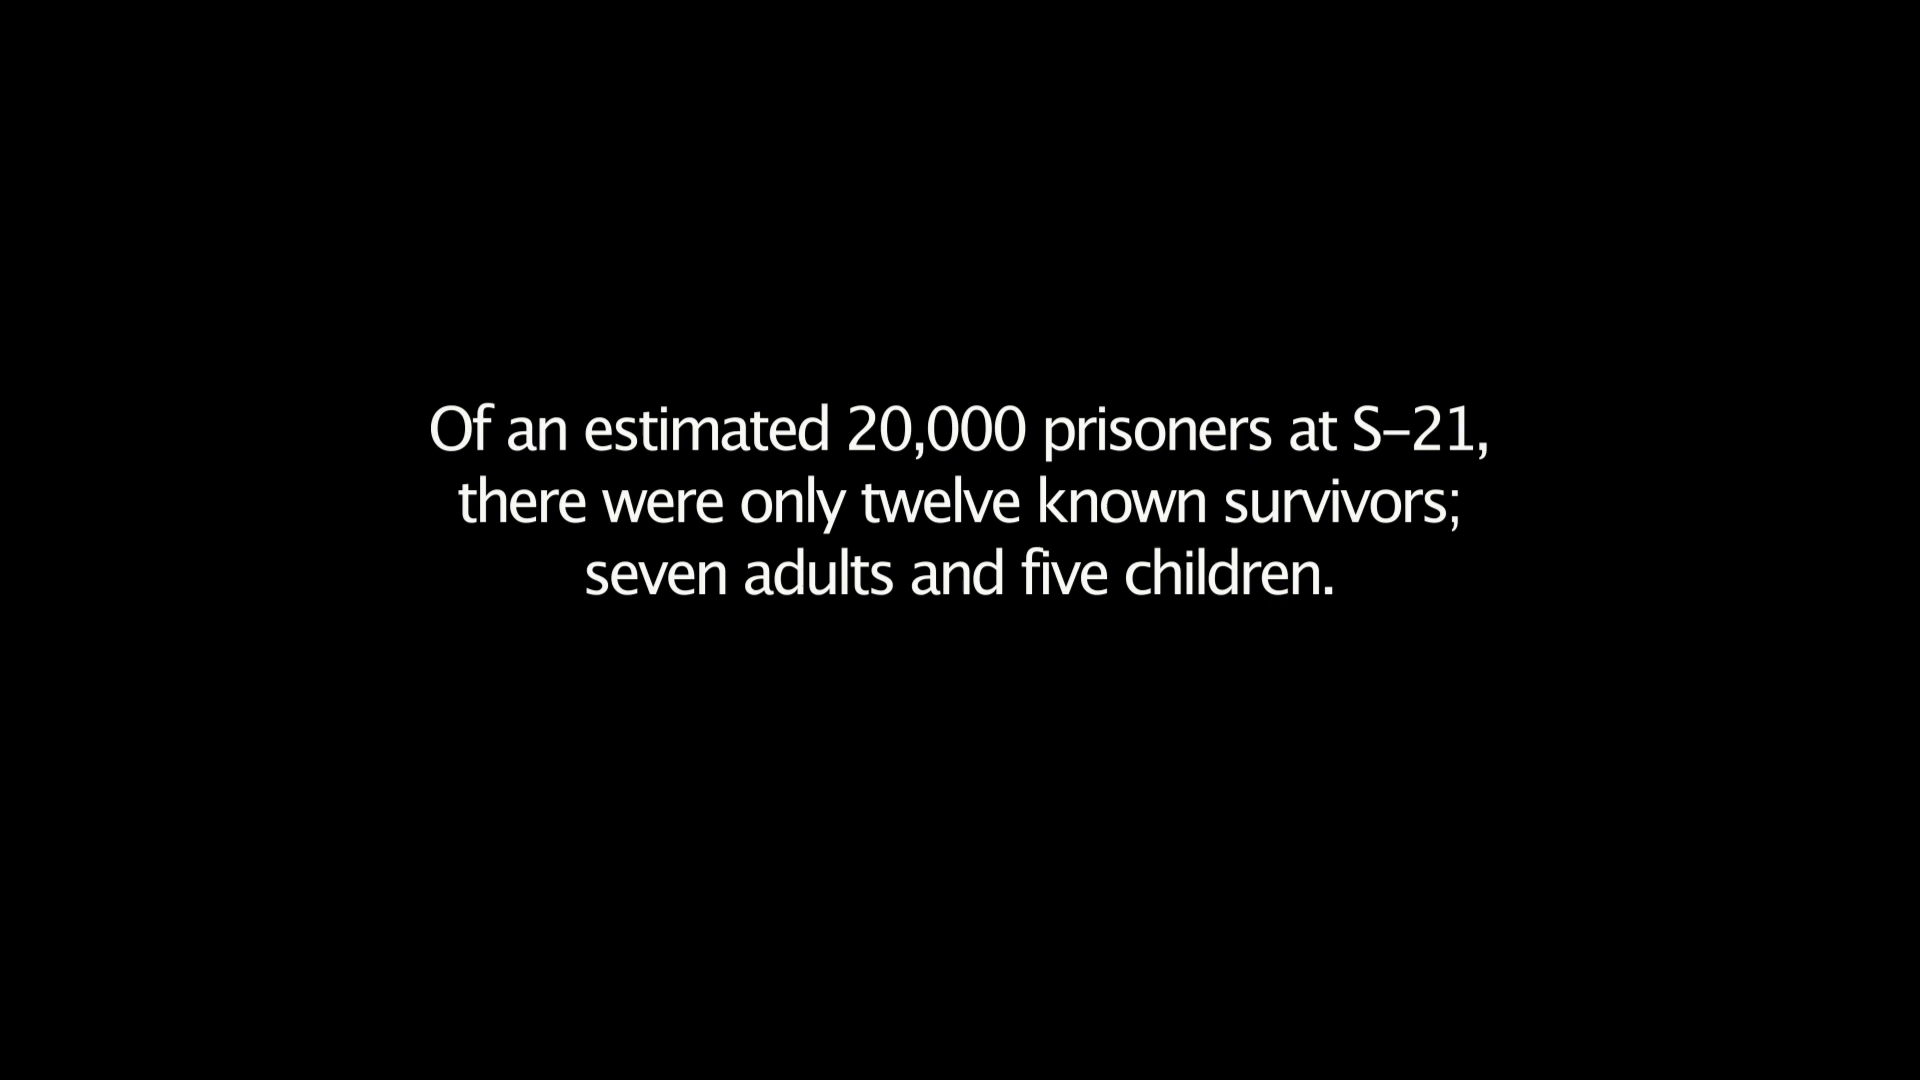 Of an estimated 20,000 prisoners at S–21,
there were only twelve known survivors;
seven adults and five children.